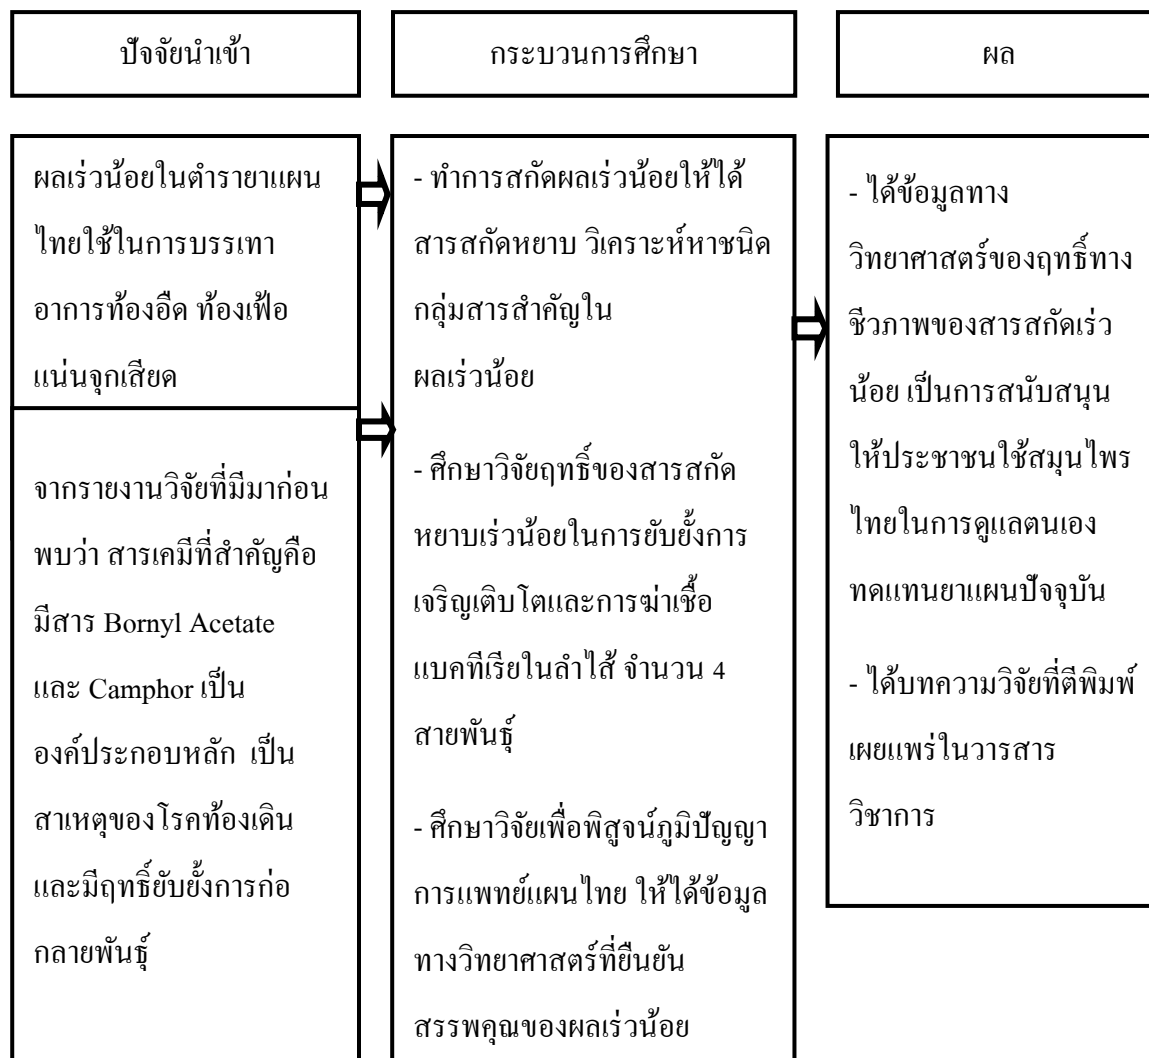 ปัจจัยนำเข้า
กระบวนการศึกษา
ผล
ผลเร่วน้อยในตำรายาแผน
ไทยใช้ในการบรรเทา
อาการท้องอืด ท้องเฟ้อ
แน่นจุกเสียด
จากรายงานวิจัยที่มีมาก่อน
พบว่า สารเคมีที่สำคัญคือ
มีสาร Bornyl Acetate
และ Camphor เป็น
องค์ประกอบหลัก เป็น
สาเหตุของโรคท้องเดิน
และมีฤทธิ์ยับยั้งการก่อ
กลายพันธุ์
- ทำการสกัดผลเร่วน้อยให้ได้
สารสกัดหยาบ วิเคราะห์หาชนิด
กลุ่มสารสำคัญใน
ผลเร่วน้อย
- ศึกษาวิจัยฤทธิ์ของสารสกัด
หยาบเร่วน้อยในการยับยั้งการ
เจริญเติบโตและการฆ่าเชื้อ
แบคทีเรียในลำไส้ จำนวน 4
สายพันธุ์
- ศึกษาวิจัยเพื่อพิสูจน์ภูมิปัญญา
การแพทย์แผนไทย ให้ได้ข้อมูล
ทางวิทยาศาสตร์ที่ยืนยัน
สรรพคุณของผลเร่วน้อย
- ได้ข้อมูลทาง
วิทยาศาสตร์ของฤทธิ์ทาง
ชีวภาพของสารสกัดเร่ว
น้อย เป็นการสนับสนุน
ให้ประชาชนใช้สมุนไพร
ไทยในการดูแลตนเอง
ทดแทนยาแผนปัจจุบัน
- ได้บทความวิจัยที่ตีพิมพ์
เผยแพร่ในวารสาร
วิชาการ